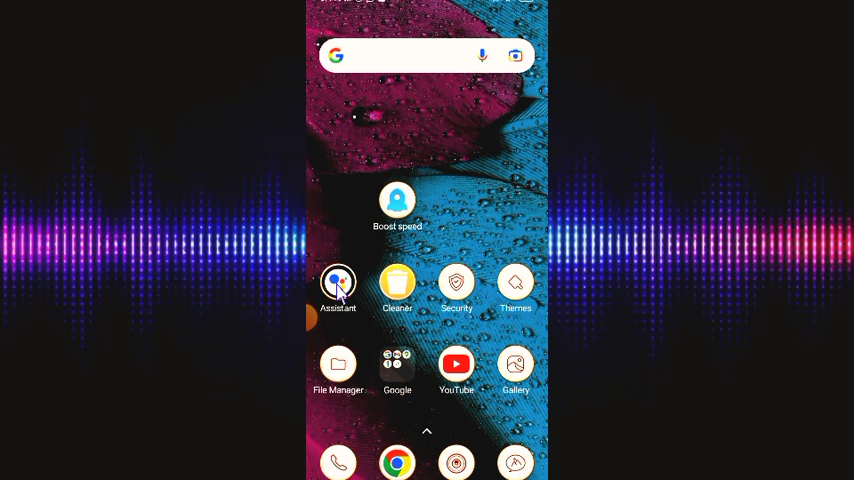 Boost speed
Assistant
Cleaner
Security
Themes
File Manager
Google
YouTube
Gallery